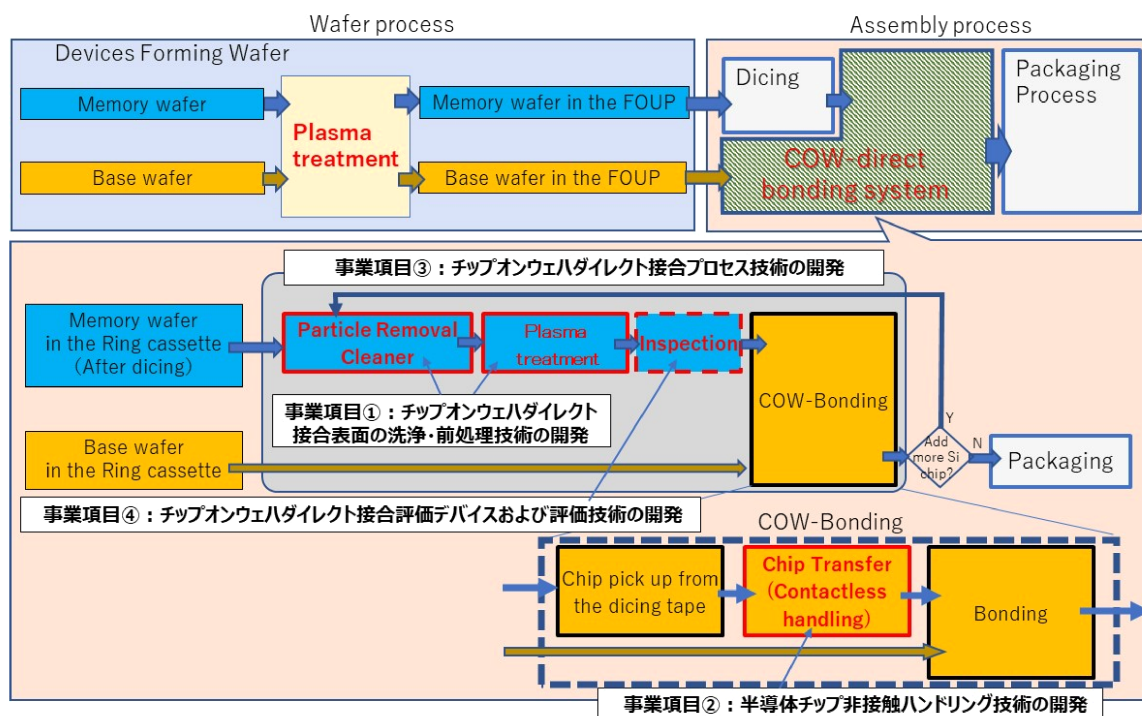 Wafer process
Assembly process
Devices Forming Wafer
Memory wafer
Plasma
treatment
Memory wafer in the FOUP
Base wafer
Base wafer in the FOUP
Dicing
COW-direct
bonding system
Packaging
Process
事業項目③：チップオンウェハダイレクト接合プロセス技術の開発
Memory wafer
in the Ring cassette
(After dicing)
Particle Removal
Cleaner
Plasma
treatment
Inspection
COW-Bonding
事業項目①：チップオンウェハダイレクト
接合表面の洗浄・前処理技術の開発
Base wafer
in the Ring cassette
Y
Add
more Si
chip?
N
Packaging
事業項目④：チップオンウェハダイレクト接合評価デバイスおよび評価技術の開発
COW-Bonding
Chip pick up from
the dicing tape
Chip Transfer
(Contactless
handling)
Bonding
事業項目②：半導体チップ非接触ハンドリング技術の開発